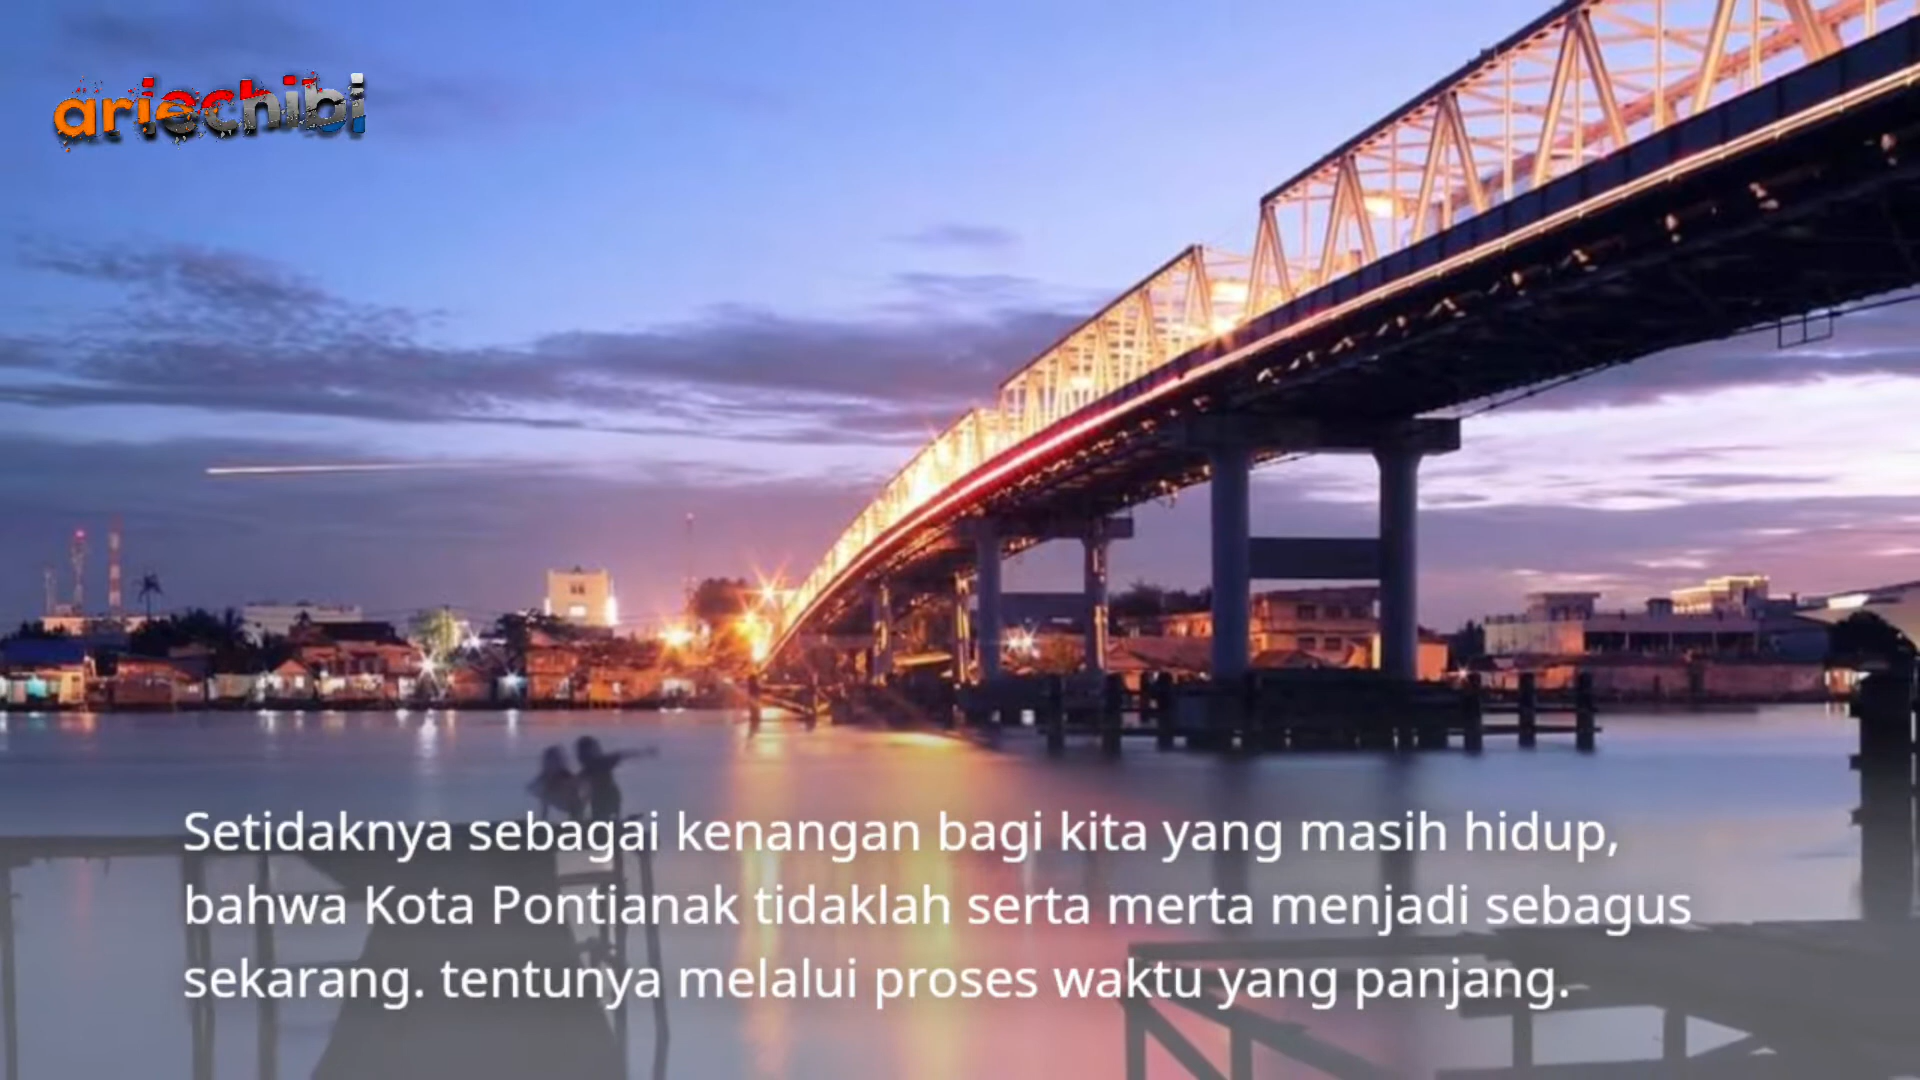 ariechibi
Setidaknya sebagai kenangan bagi kita yang masih hidup,
bahwa Kota Pontianak tidaklah serta merta menjadi sebagus
sekarang. tentunya melalui proses waktu yang panjang.